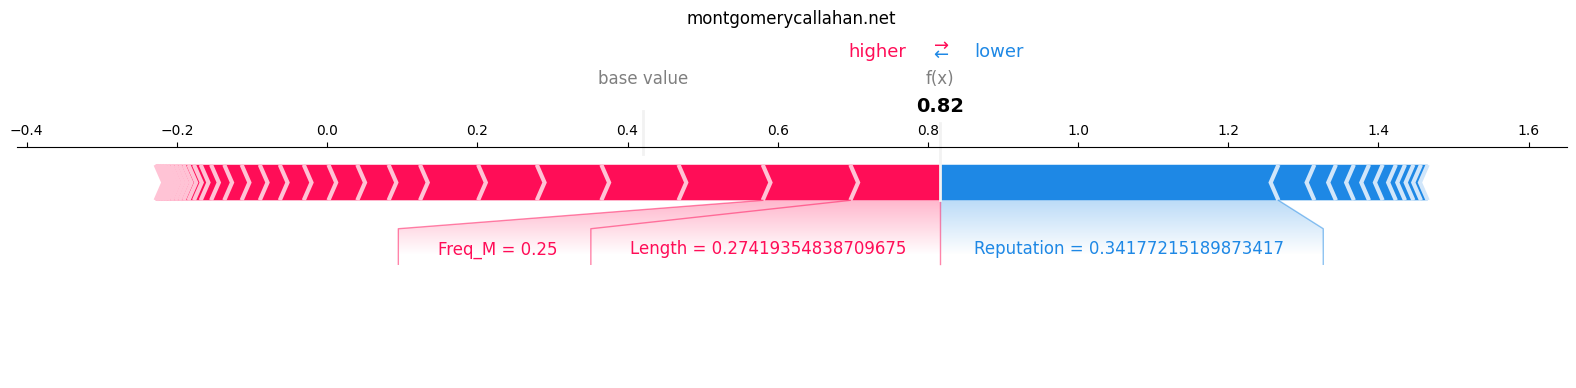 montgomerycallahan.net
higher → ← lower
base value f(x)
0.82
−0.4 −0.2 0.0 0.2 0.4 0.6 0.8 1.0 1.2 1.4 1.6
Freq_M = 0.25 Length = 0.27419354838709675 Reputation = 0.34177215189873417